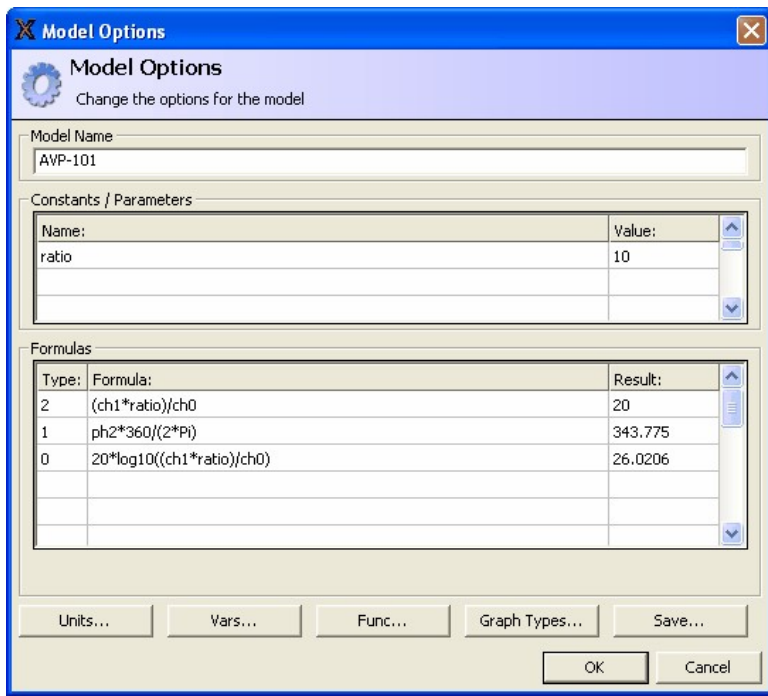 Model Options
Model Options
Change the options for the model
Model Name
AVP-101
Constants / Parameters
Name: Value:
ratio 10
Formulas
Type: Formula: Result:
2 (ch1*ratio)/ch0 20
1 ph2*360/(2*Pi) 343.775
0 20*log10((ch1*ratio)/ch0) 26.0206
Units... Vars... Func... Graph Types... Save...
OK Cancel